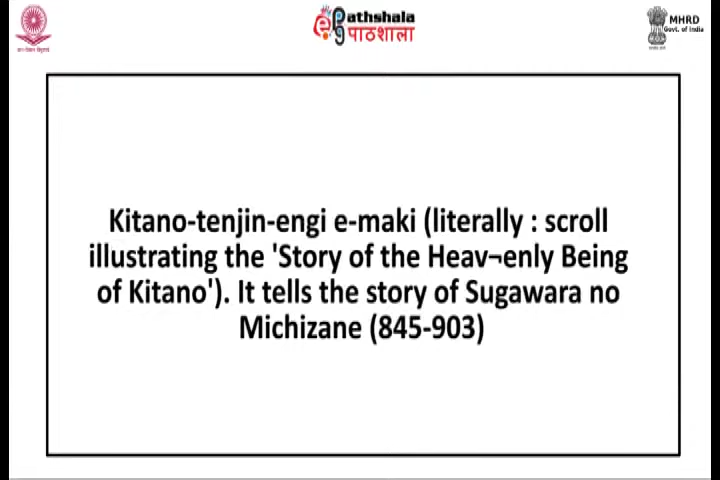 ePathshala
पाठशाला
MHRD
Govt. of India
Kitano-tenjin-engi e-maki (literally : scroll
illustrating the 'Story of the Heav¬enly Being
of Kitano'). It tells the story of Sugawara no
Michizane (845-903)